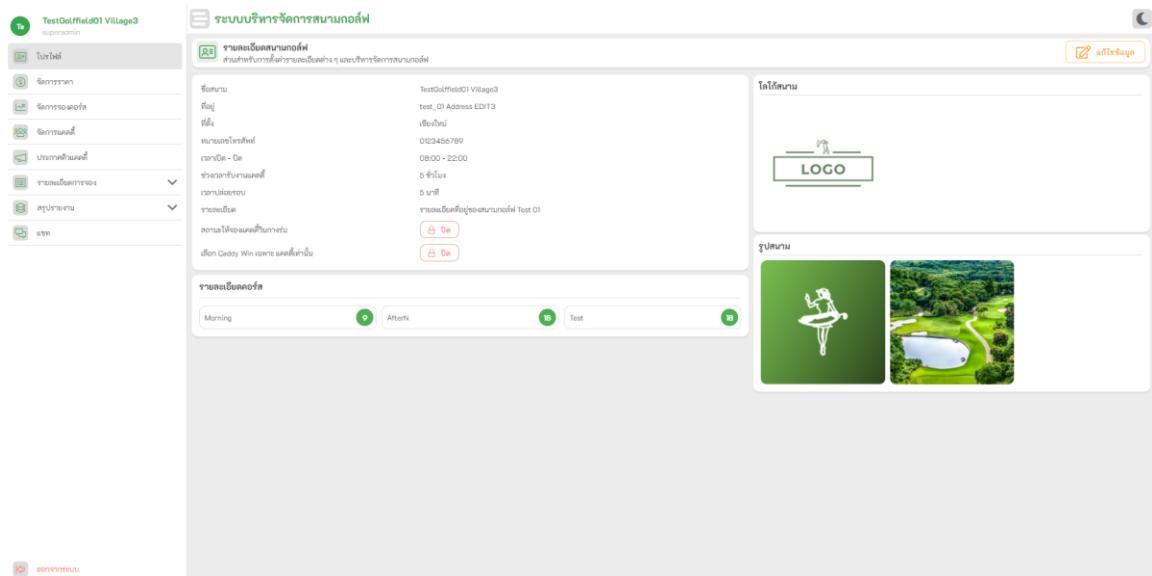 Te
TestGolffield01 Village3
superadmin
โปรไฟล์
จัดการราคา
จัดการจองคอร์ส
จัดการแคดดี้
ประกาศคิวแคดดี้
รายละเอียดการจอง
สรุปรายงาน
แชท
ออกจากระบบ
ระบบบริหารจัดการสนามกอล์ฟ
รายละเอียดสนามกอล์ฟ
ส่วนสำหรับการตั้งค่ารายละเอียดต่าง ๆ และบริหารจัดการสนามกอล์ฟ
แก้ไขข้อมูล
ชื่อสนาม TestGolffield01 Village3
ที่อยู่ test_01 Address EDIT3
ที่ตั้ง เชียงใหม่
หมายเลขโทรศัพท์ 0123456789
เวลาเปิด - ปิด 08:00 - 22:00
ช่วงเวลารับงานแคดดี้ 5 ชั่วโมง
เวลาปล่อยรอบ 5 นาที
รายละเอียด รายละเอียดที่อยู่ของสนามกอล์ฟ Test 01
สถานะให้จองแคดดี้ริมทางร่ม ปิด
เลือก Caddy Win เฉพาะ แคดดี้เท่านั้น ปิด
รายละเอียดคอร์ส
Morning 9
AfterN 18
Test 18
โลโก้สนาม
LOGO
รูปสนาม